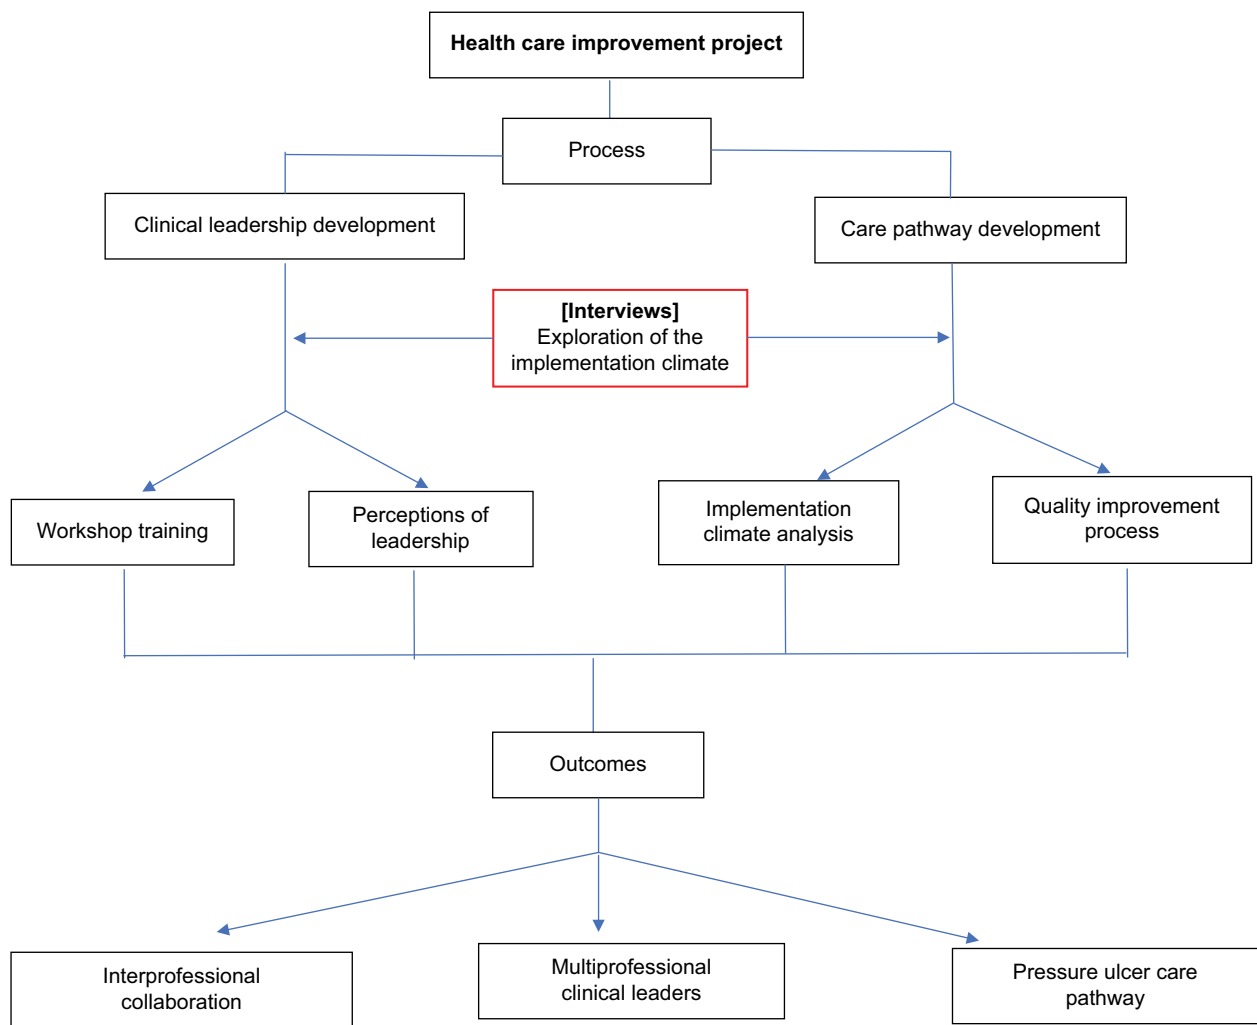 Health care improvement project
Process
Clinical leadership development
Care pathway development
[Interviews]
Exploration of the
implementation climate
Workshop training
Perceptions of
leadership
Implementation
climate analysis
Quality improvement
process
Outcomes
Interprofessional
collaboration
Multiprofessional
clinical leaders
Pressure ulcer care
pathway